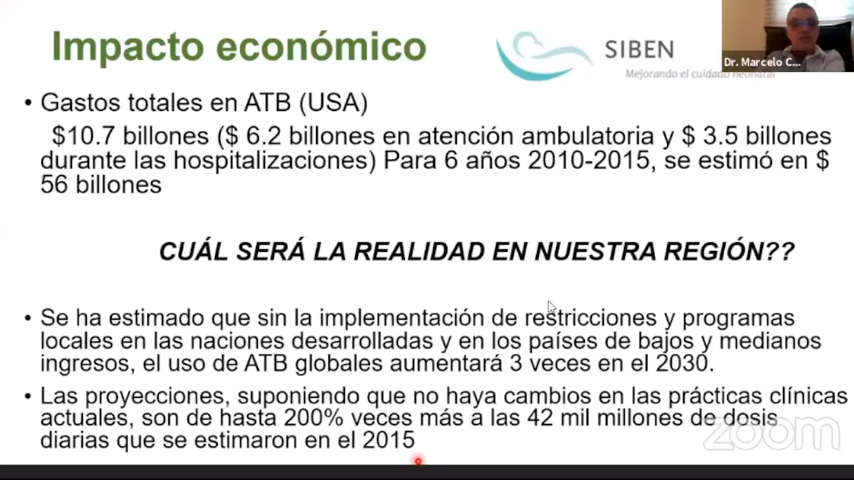 Impacto económico
SIBEN
Mejorando el cuidado neonatal
Dr. Marcelo C...
• Gastos totales en ATB (USA)
$10.7 billones ($ 6.2 billones en atención ambulatoria y $ 3.5 billones
durante las hospitalizaciones) Para 6 años 2010-2015, se estimó en $
56 billones
CUÁL SERÁ LA REALIDAD EN NUESTRA REGIÓN??
• Se ha estimado que sin la implementación de restricciones y programas
locales en las naciones desarrolladas y en los países de bajos y medianos
ingresos, el uso de ATB globales aumentará 3 veces en el 2030.
• Las proyecciones, suponiendo que no haya cambios en las prácticas clínicas
actuales, son de hasta 200% veces más a las 42 mil millones de dosis
diarias que se estimaron en el 2015
zoom